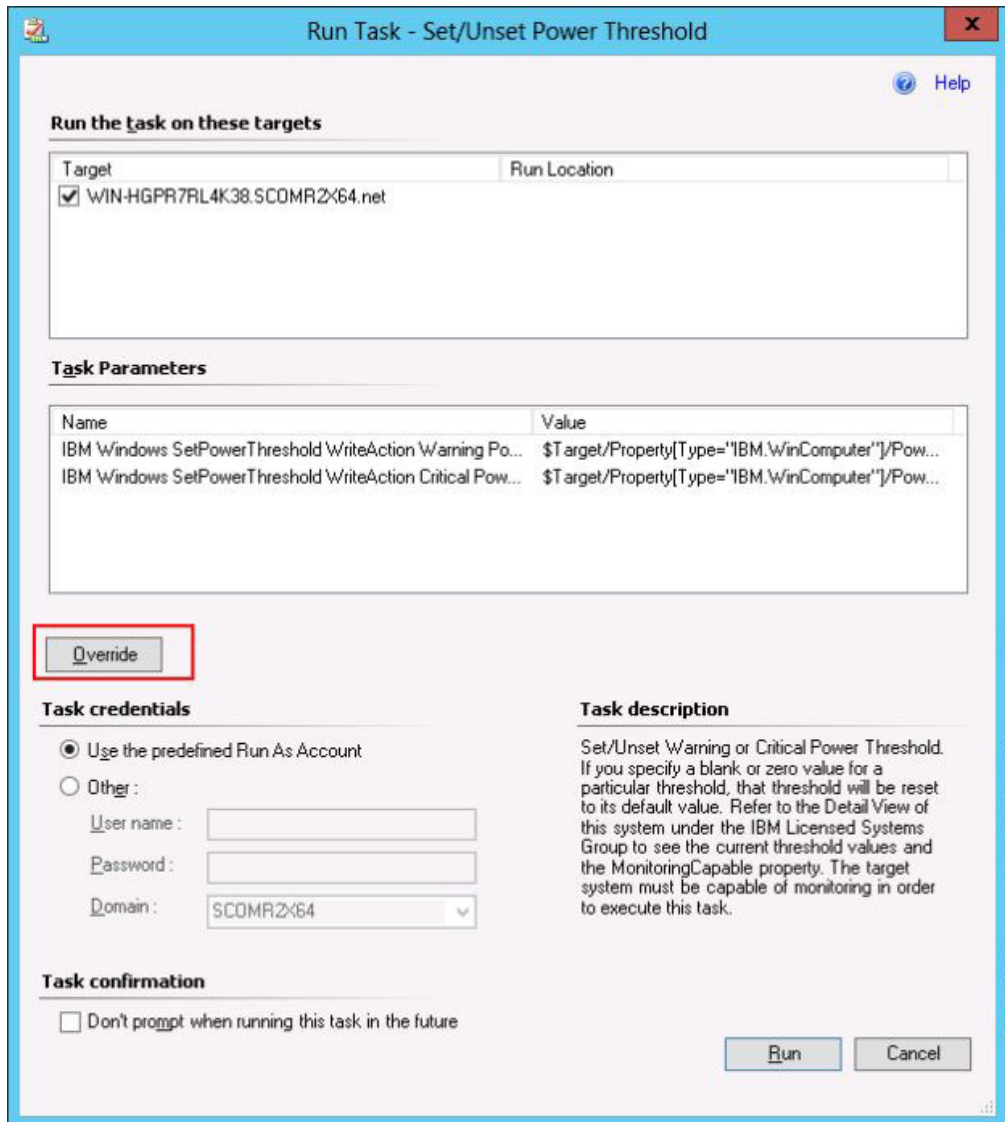 Run Task - Set/Unset Power Threshold
x
Help
Run the task on these targets
Target Run Location
WIN-HGPR7RL4K38.SCOMR2X64.net
Task Parameters
Name Value
IBM Windows SetPowerThreshold WriteAction Warning Po... $Target/Property[Type="IBM.WinComputer"]/Pow...
IBM Windows SetPowerThreshold WriteAction Critical Pow... $Target/Property[Type="IBM.WinComputer"]/Pow...
Override
Task credentials
Use the predefined Run As Account
Other :
User name :
Password :
Domain : SCOMR2X64
Task description
Set/Unset Warning or Critical Power Threshold.
If you specify a blank or zero value for a
particular threshold, that threshold will be reset
to its default value. Refer to the Detail View of
this system under the IBM Licensed Systems
Group to see the current threshold values and
the MonitoringCapable property. The target
system must be capable of monitoring in order
to execute this task.
Task confirmation
Don't prompt when running this task in the future
Run Cancel